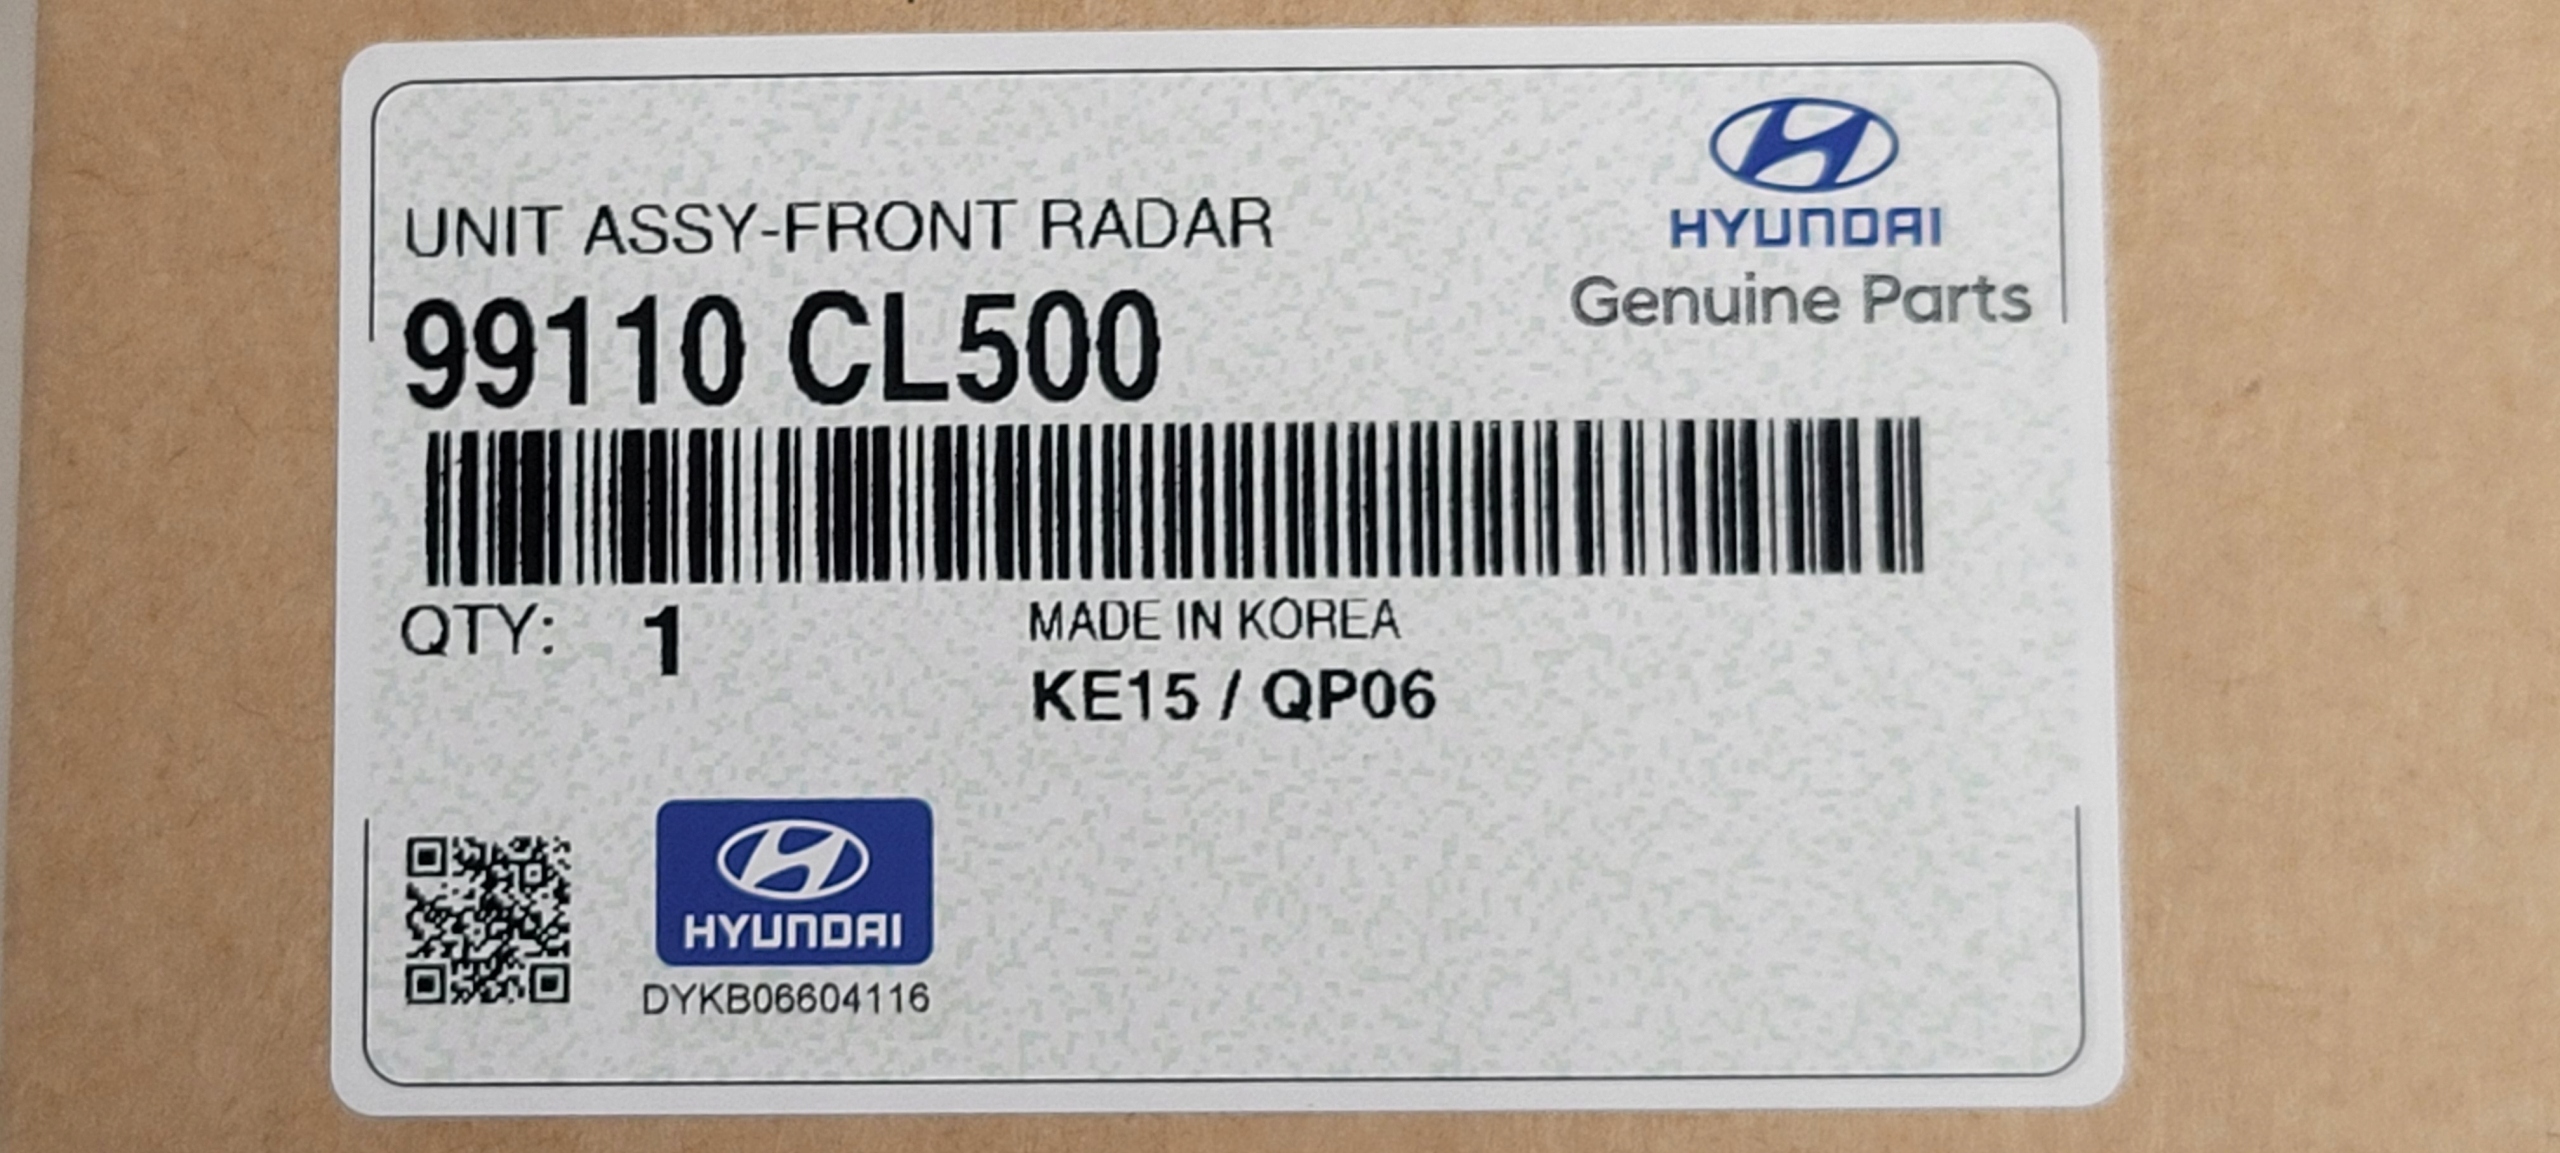 HYUNDAI
Genuine Parts
UNIT ASSY-FRONT RADAR
99110 CL500
QTY: 1
MADE IN KOREA
KE15 / QP06
HYUNDAI
DYKB06604116